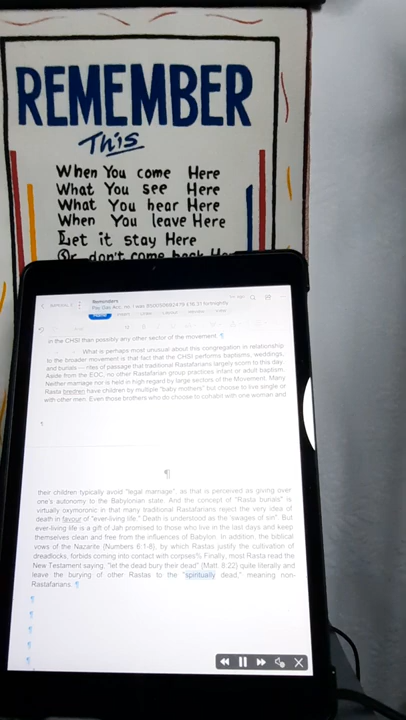 REMEMBER
This
When You come Here
What You see Here
What You hear Here
When You leave Here
Let it stay Here
Or don't come back Here
Reminders
in the CHSI than possibly any other sector of the movement. ¶
What is perhaps most unusual about this congregation in relationship
to the broader movement is that fact that the CHSI performs baptisms, weddings,
and burials — rites of passage that traditional Rastafarians largely scorn to this day.
Aside from the EOC, no other Rastafarian group practices infant or adult baptism.
Neither marriage nor is held in high regard by large sectors of the Movement. Many
Rasta bredren have children by multiple "baby mothers" but choose to live single or
with other men. Even those brothers who do choose to cohabit with one woman and
¶
¶
their children typically avoid "legal marriage", as that is perceived as giving over
one's autonomy to the Babylonian state. And the concept of "Rasta burials" is
virtually oxymoronic in that many traditional Rastafarians reject the very idea of
death in favour of "ever-living life." Death is understood as the "swages of sin". But
ever-living life is a gift of Jah promised to those who live in the last days and keep
themselves clean and free from the influences of Babylon. In addition, the biblical
vows of the Nazarite (Numbers 6:1-8), by which Rastas justify the cultivation of
dreadlocks, forbids coming into contact with corpses% Finally, most Rasta read the
New Testament saying, "let the dead bury their dead" (Matt. 8:22) quite literally and
leave the burying of other Rastas to the "spiritually dead," meaning non-
Rastafarians. ¶
¶
¶
¶
¶
¶